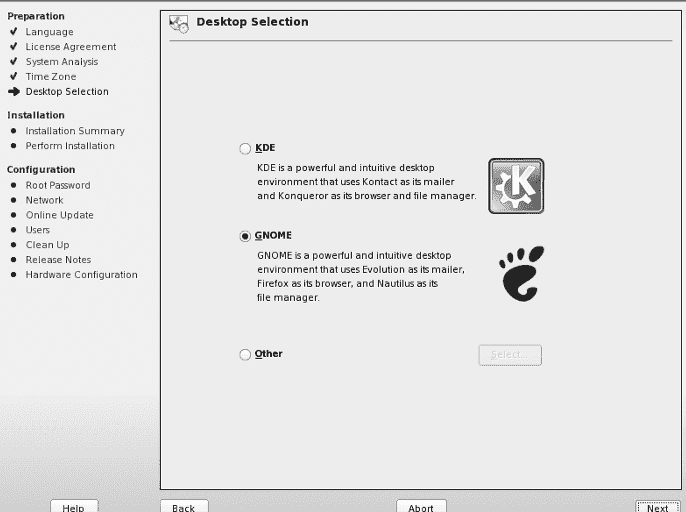 Preparation
Language
License Agreement
System Analysis
Time Zone
Desktop Selection
Installation
Installation Summary
Perform Installation
Configuration
Root Password
Network
Online Update
Users
Clean Up
Release Notes
Hardware Configuration
Desktop Selection
KDE
KDE is a powerful and intuitive desktop
environment that uses Kontact as its mailer
and Konqueror as its browser and file manager.
K
GNOME
GNOME is a powerful and intuitive desktop
environment that uses Evolution as its mailer,
Firefox as its browser, and Nautilus as its
file manager.
Other
Select...
Help
Back
Abort
Next